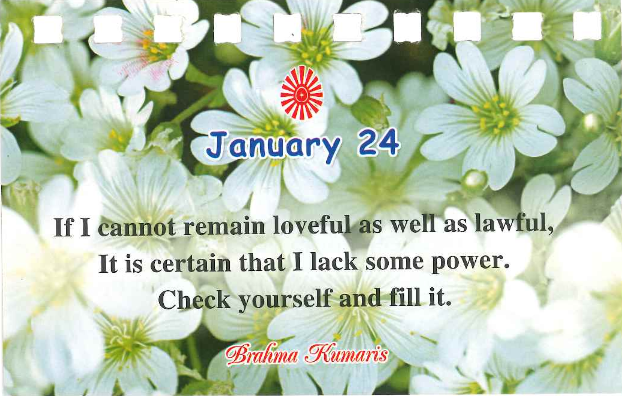 January 24
If I cannot remain loveful as well as lawful,
It is certain that I lack some power.
Check yourself and fill it.
Brahma Kumaris